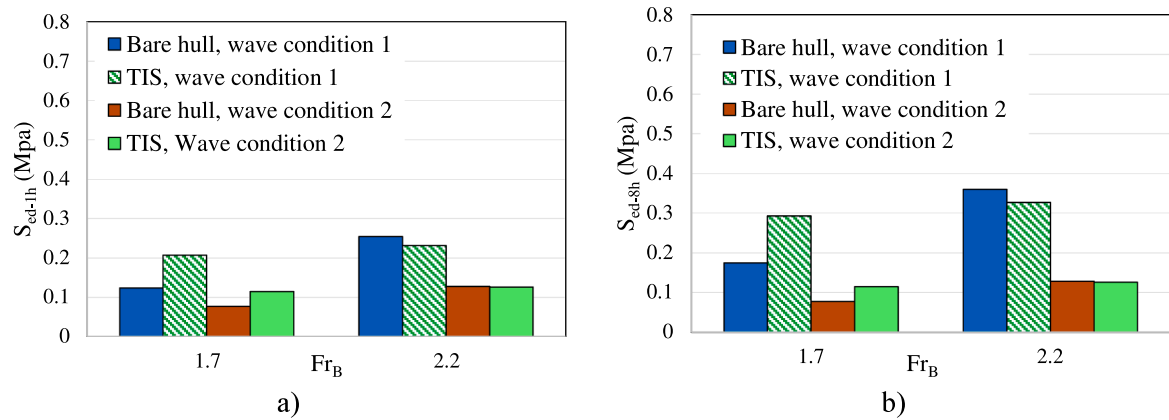 0.8
0.7
0.6
0.5
0.4
0.3
0.2
0.1
0
S_ed-1h (Mpa)
Bare hull, wave condition 1
TIS, wave condition 1
Bare hull, wave condition 2
TIS, Wave condition 2
1.7 Fr_B 2.2
a)
0.8
0.7
0.6
0.5
0.4
0.3
0.2
0.1
0
S_ed-8h (Mpa)
Bare hull, wave condition 1
TIS, wave condition 1
Bare hull, wave condition 2
TIS, wave condition 2
1.7 Fr_B 2.2
b)